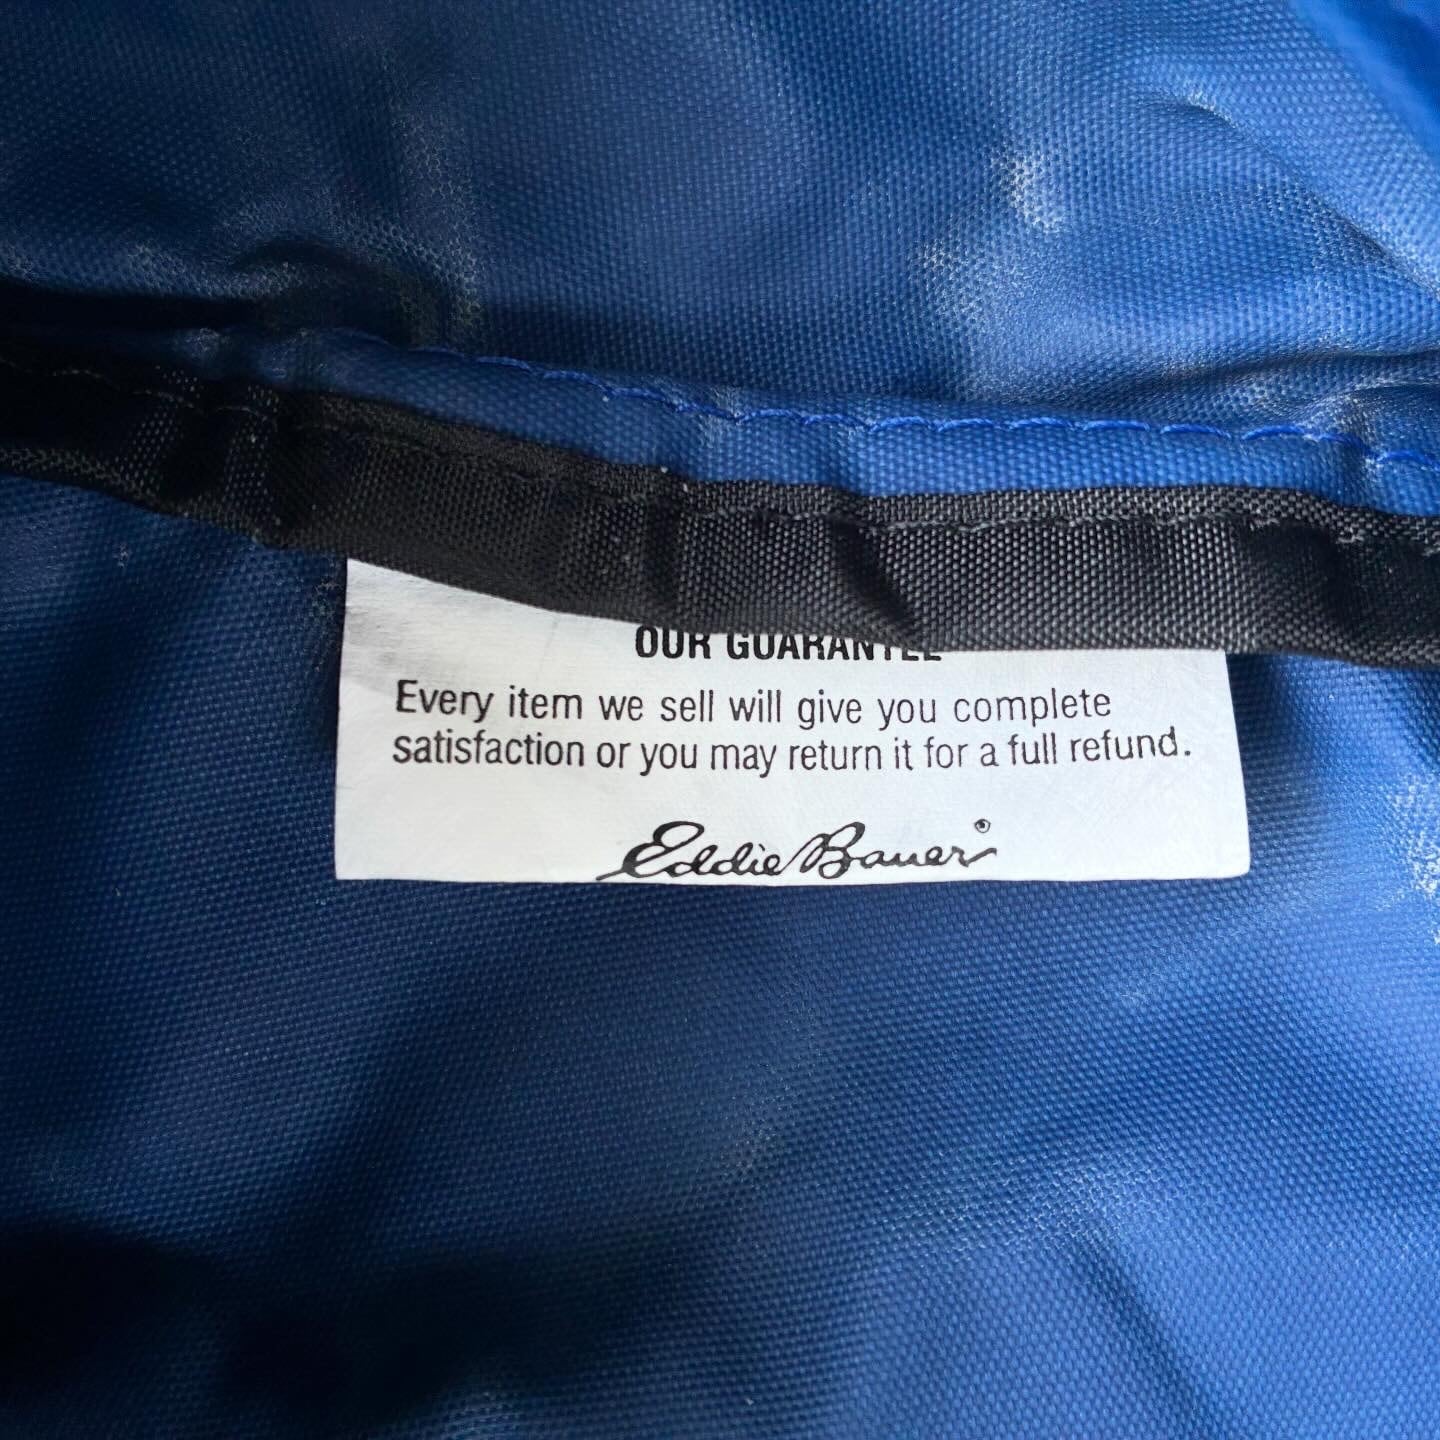 OUR GUARANTEE
Every item we sell will give you complete
satisfaction or you may return it for a full refund.
Eddie Bauer®